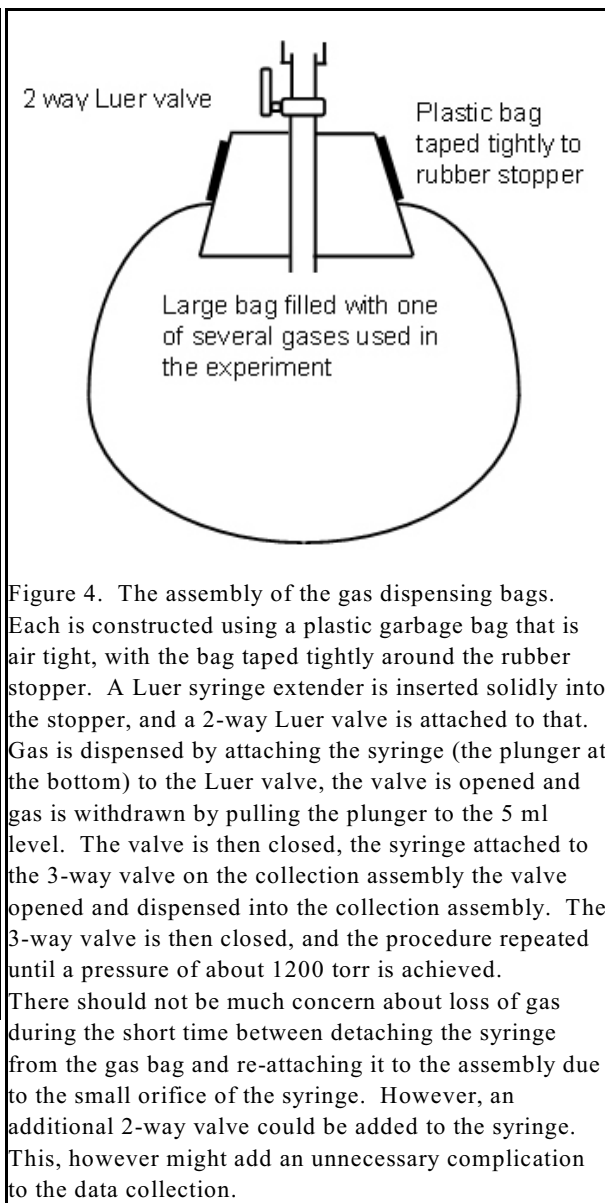 2 way Luer valve
Plastic bag
taped tightly to
rubber stopper
Large bag filled with one
of several gases used in
the experiment
Figure 4.  The assembly of the gas dispensing bags.
Each is constructed using a plastic garbage bag that is
air tight, with the bag taped tightly around the rubber
stopper.  A Luer syringe extender is inserted solidly into
the stopper, and a 2-way Luer valve is attached to that.
Gas is dispensed by attaching the syringe (the plunger at
the bottom) to the Luer valve, the valve is opened and
gas is withdrawn by pulling the plunger to the 5 ml
level.  The valve is then closed, the syringe attached to
the 3-way valve on the collection assembly the valve
opened and dispensed into the collection assembly.  The
3-way valve is then closed, and the procedure repeated
until a pressure of about 1200 torr is achieved.
There should not be much concern about loss of gas
during the short time between detaching the syringe
from the gas bag and re-attaching it to the assembly due
to the small orifice of the syringe.  However, an
additional 2-way valve could be added to the syringe.
This, however might add an unnecessary complication
to the data collection.